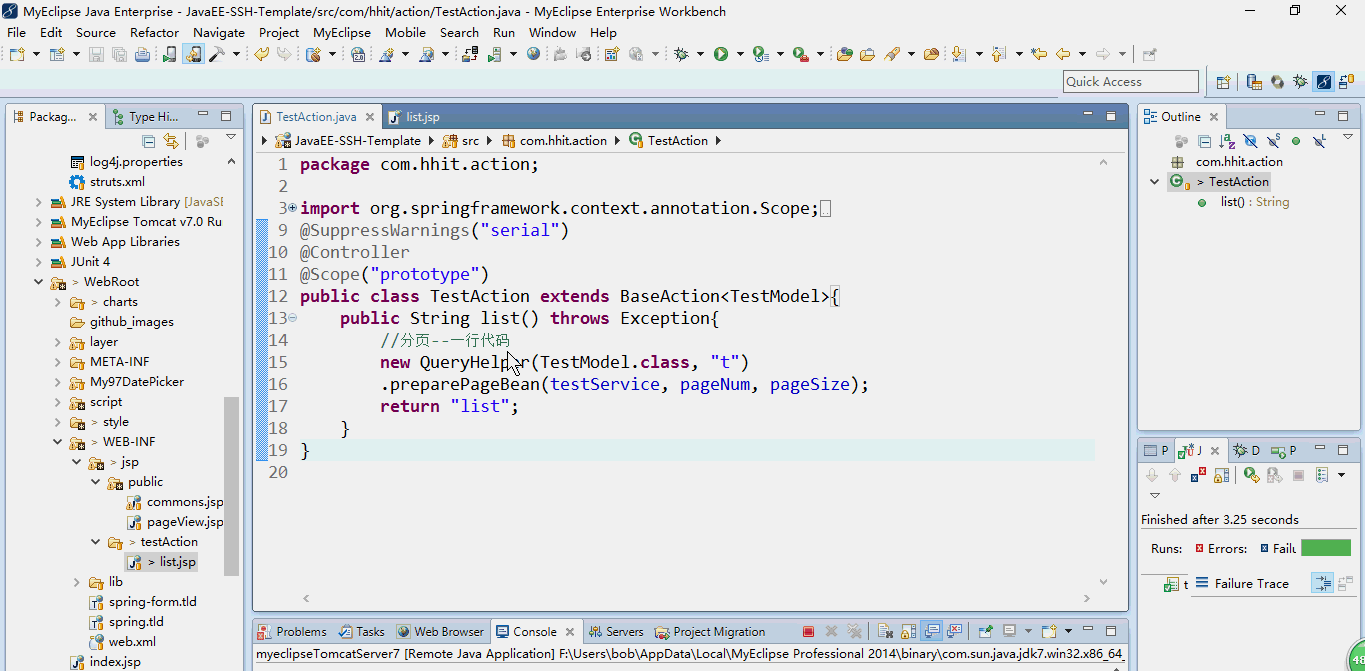 MyEclipse Java Enterprise - JavaEE-SSH-Template/src/com/hhit/action/TestAction.java - MyEclipse Enterprise Workbench
File Edit Source Refactor Navigate Project MyEclipse Mobile Search Run Window Help
Quick Access
Packag...
Type Hi...
log4j.properties
struts.xml
JRE System Library [JavaSE
MyEclipse Tomcat v7.0 Ru
Web App Libraries
JUnit 4
> WebRoot
> charts
github_images
layer
META-INF
My97DatePicker
script
> style
> WEB-INF
> jsp
public
commons.jsp
pageView.jsp
> testAction
> list.jsp
lib
spring-form.tld
spring.tld
web.xml
index.jsp
TestAction.java
list.jsp
JavaEE-SSH-Template
src
com.hhit.action
TestAction
1 package com.hhit.action;
2
3 import org.springframework.context.annotation.Scope;
9 @SuppressWarnings("serial")
10 @Controller
11 @Scope("prototype")
12 public class TestAction extends BaseAction<TestModel>{
13 public String list() throws Exception{
14 //分页--一行代码
15 new QueryHelper(TestModel.class, "t")
16 .preparePageBean(testService, pageNum, pageSize);
17 return "list";
18 }
19 }
20
Outline
com.hhit.action
> TestAction
list() : String
P
J
D
P
Finished after 3.25 seconds
Runs: Errors: Failu
t
Failure Trace
Problems Tasks Web Browser Console Servers Project Migration
myeclipseTomcatServer7 [Remote Java Application] F:\Users\bob\AppData\Local\MyEclipse Professional 2014\binary\com.sun.java.jdk7.win32.x86_64_